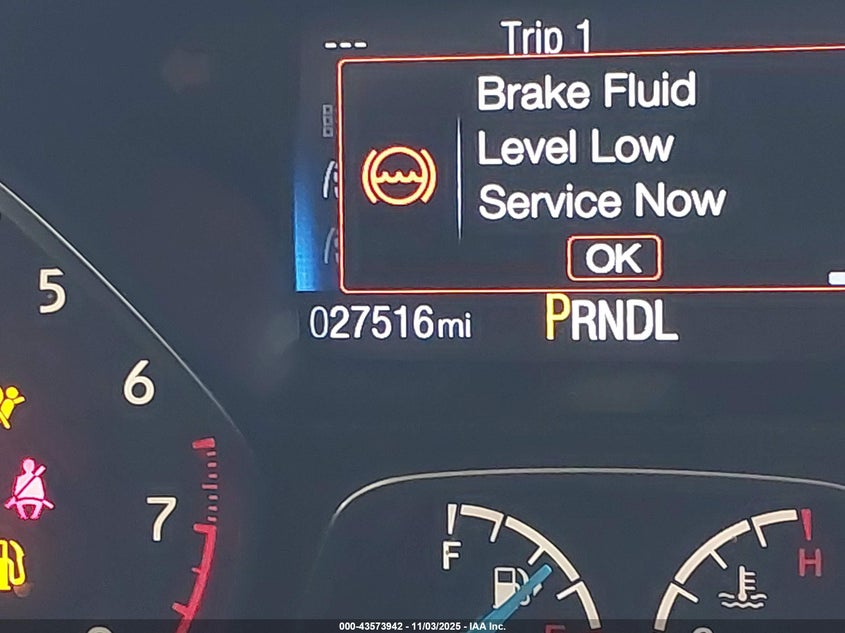 Trip 1
---
Brake Fluid
Level Low
Service Now
OK
027516mi
PRNDL
5
6
7
F
H
000-43573942 - 11/03/2025 - IAA Inc.